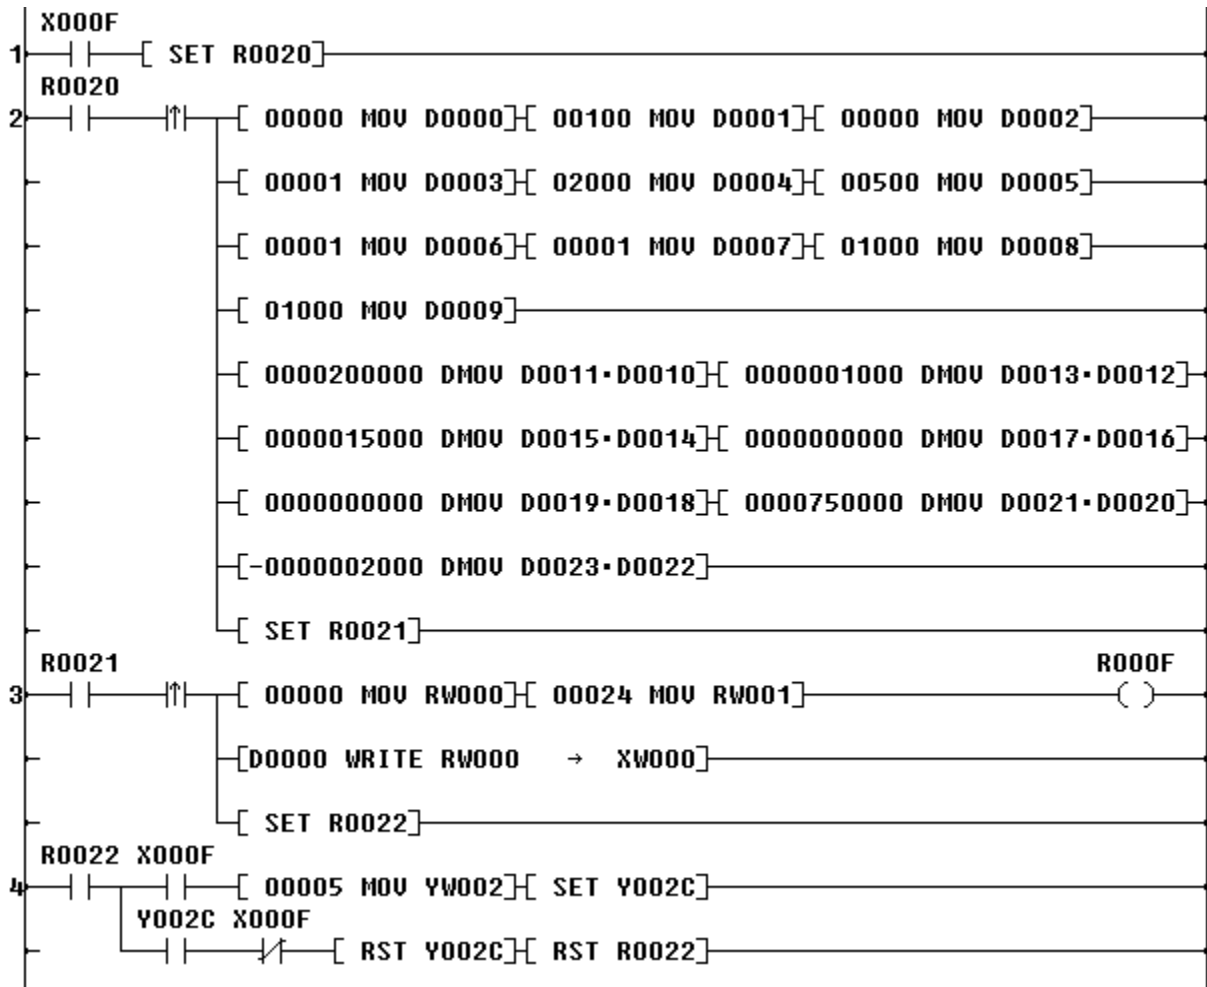 X000F
1 [ SET R0020]
R0020
2 ↑ [ 00000 MOV D0000] [ 00100 MOV D0001] [ 00000 MOV D0002]
[ 00001 MOV D0003] [ 02000 MOV D0004] [ 00500 MOV D0005]
[ 00001 MOV D0006] [ 00001 MOV D0007] [ 01000 MOV D0008]
[ 01000 MOV D0009]
[ 0000200000 DMOV D0011·D0010] [ 0000001000 DMOV D0013·D0012]
[ 0000015000 DMOV D0015·D0014] [ 0000000000 DMOV D0017·D0016]
[ 0000000000 DMOV D0019·D0018] [ 0000750000 DMOV D0021·D0020]
[-0000002000 DMOV D0023·D0022]
[ SET R0021]
R0021 R000F
3 ↑ [ 00000 MOV RW000] [ 00024 MOV RW001] ( )
[D0000 WRITE RW000 → XW000]
[ SET R0022]
R0022 X000F
4 [ 00005 MOV YW002] [ SET Y002C]
Y002C X000F
[ RST Y002C] [ RST R0022]